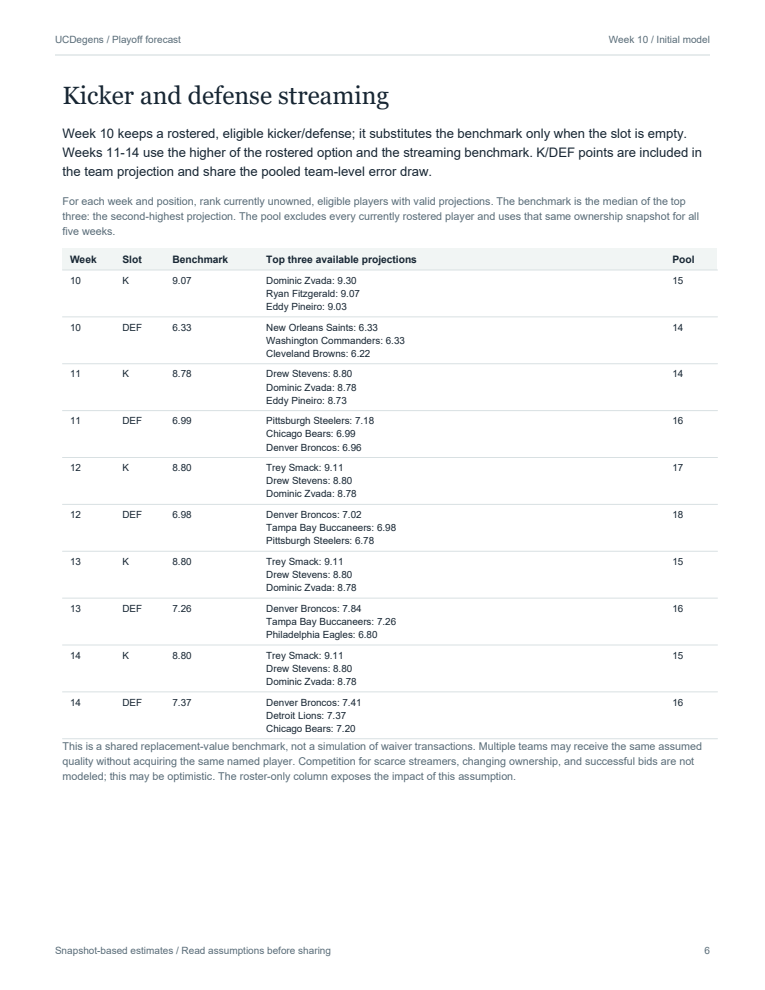 UCDegens / Playoff forecast
Week 10 / Initial model
Kicker and defense streaming
Week 10 keeps a rostered, eligible kicker/defense; it substitutes the benchmark only when the slot is empty.
Weeks 11-14 use the higher of the rostered option and the streaming benchmark. K/DEF points are included in
the team projection and share the pooled team-level error draw.
For each week and position, rank currently unowned, eligible players with valid projections. The benchmark is the median of the top
three: the second-highest projection. The pool excludes every currently rostered player and uses that same ownership snapshot for all
five weeks.
Week Slot Benchmark Top three available projections Pool
10 K 9.07 Dominic Zvada: 9.30 15
Ryan Fitzgerald: 9.07
Eddy Pineiro: 9.03
10 DEF 6.33 New Orleans Saints: 6.33 14
Washington Commanders: 6.33
Cleveland Browns: 6.22
11 K 8.78 Drew Stevens: 8.80 14
Dominic Zvada: 8.78
Eddy Pineiro: 8.73
11 DEF 6.99 Pittsburgh Steelers: 7.18 16
Chicago Bears: 6.99
Denver Broncos: 6.96
12 K 8.80 Trey Smack: 9.11 17
Drew Stevens: 8.80
Dominic Zvada: 8.78
12 DEF 6.98 Denver Broncos: 7.02 18
Tampa Bay Buccaneers: 6.98
Pittsburgh Steelers: 6.78
13 K 8.80 Trey Smack: 9.11 15
Drew Stevens: 8.80
Dominic Zvada: 8.78
13 DEF 7.26 Denver Broncos: 7.84 16
Tampa Bay Buccaneers: 7.26
Philadelphia Eagles: 6.80
14 K 8.80 Trey Smack: 9.11 15
Drew Stevens: 8.80
Dominic Zvada: 8.78
14 DEF 7.37 Denver Broncos: 7.41 16
Detroit Lions: 7.37
Chicago Bears: 7.20
This is a shared replacement-value benchmark, not a simulation of waiver transactions. Multiple teams may receive the same assumed
quality without acquiring the same named player. Competition for scarce streamers, changing ownership, and successful bids are not
modeled; this may be optimistic. The roster-only column exposes the impact of this assumption.
Snapshot-based estimates / Read assumptions before sharing
6